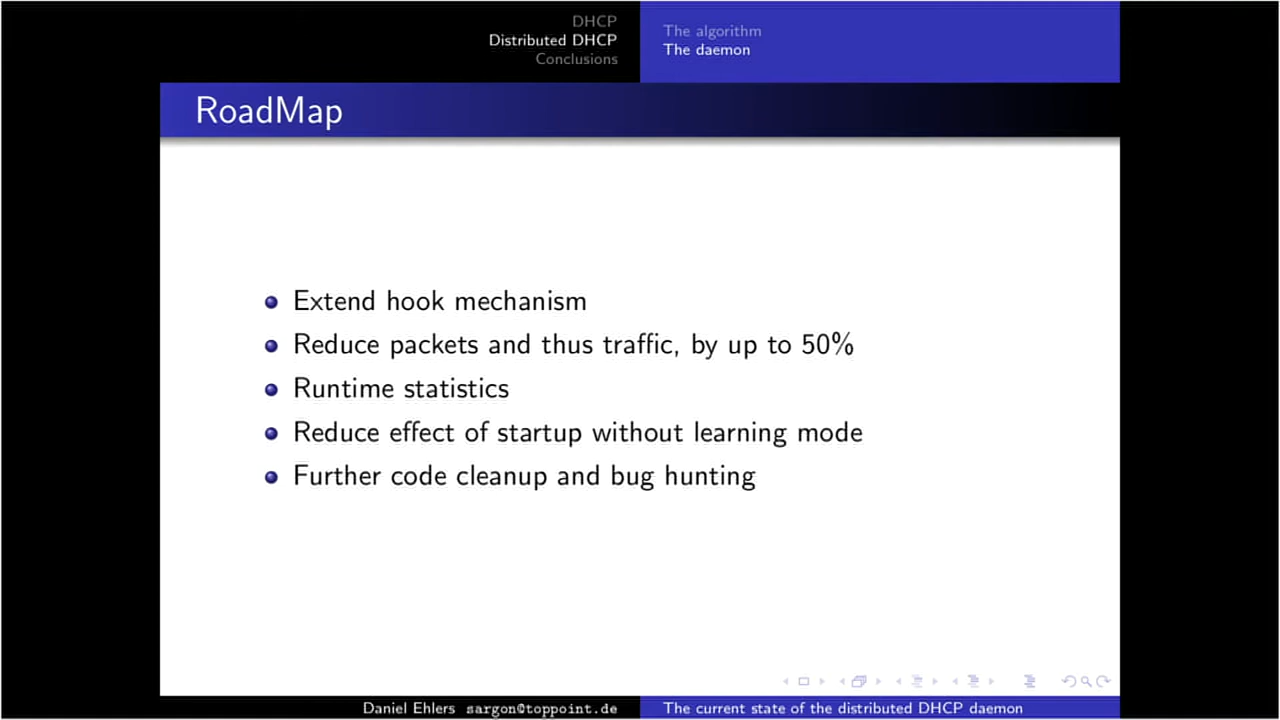 DHCP
Distributed DHCP
Conclusions
The algorithm
The daemon
RoadMap
Extend hook mechanism
Reduce packets and thus traffic, by up to 50%
Runtime statistics
Reduce effect of startup without learning mode
Further code cleanup and bug hunting
Daniel Ehlers sargon@toppoint.de
The current state of the distributed DHCP daemon